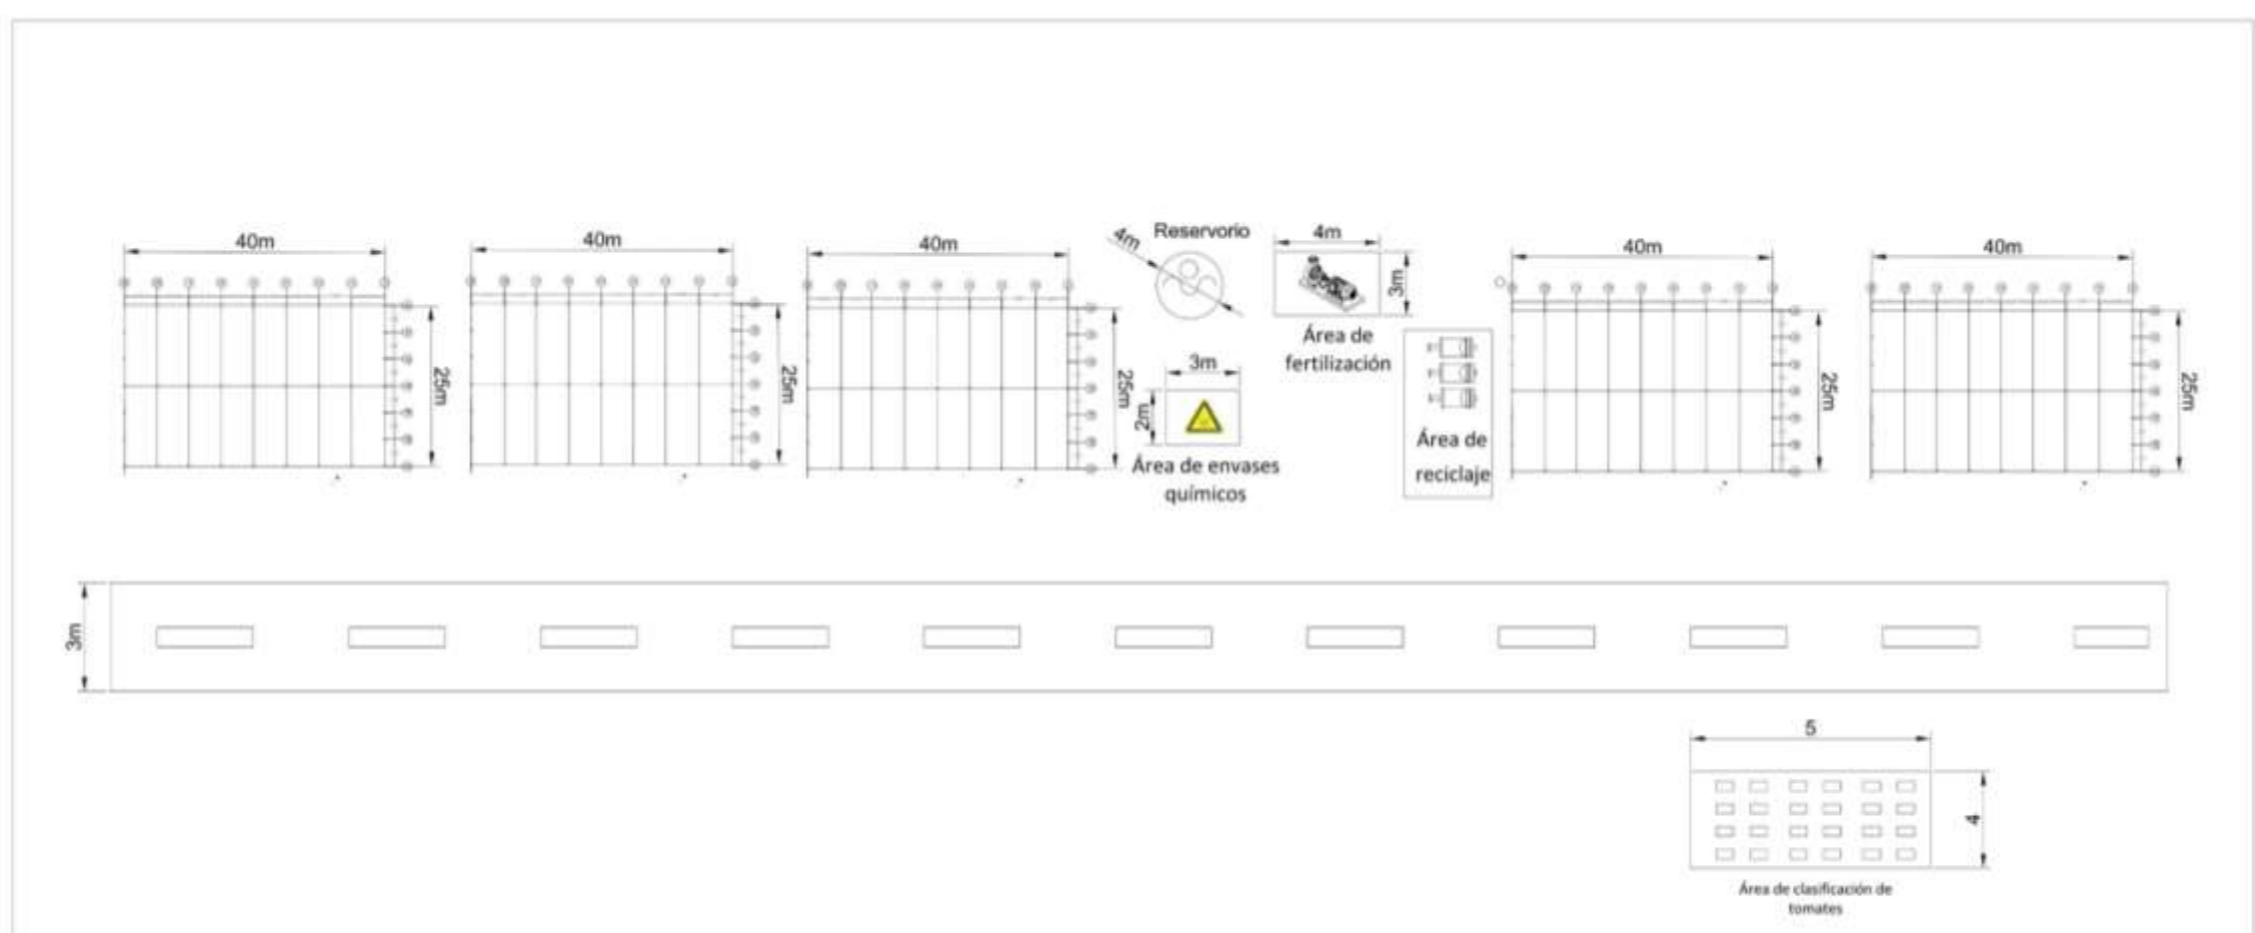 40m
40m
40m
4m
Reservorio
4m
40m
40m
25m
25m
25m
3m
Área de
fertilización
3m
2m
Área de envases
químicos
Área de
reciclaje
25m
25m
3m
5
4
Área de clasificación de
tomates